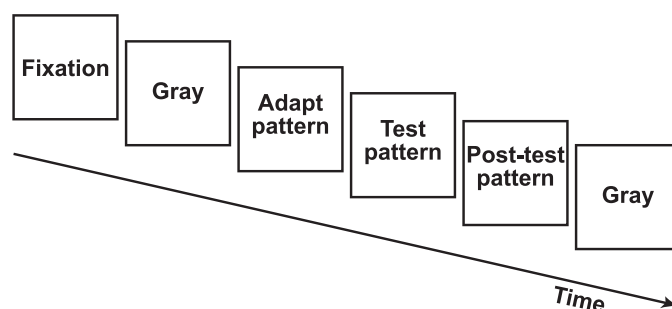 Fixation
Gray
Adapt
pattern
Test
pattern
Post-test
pattern
Gray
Time